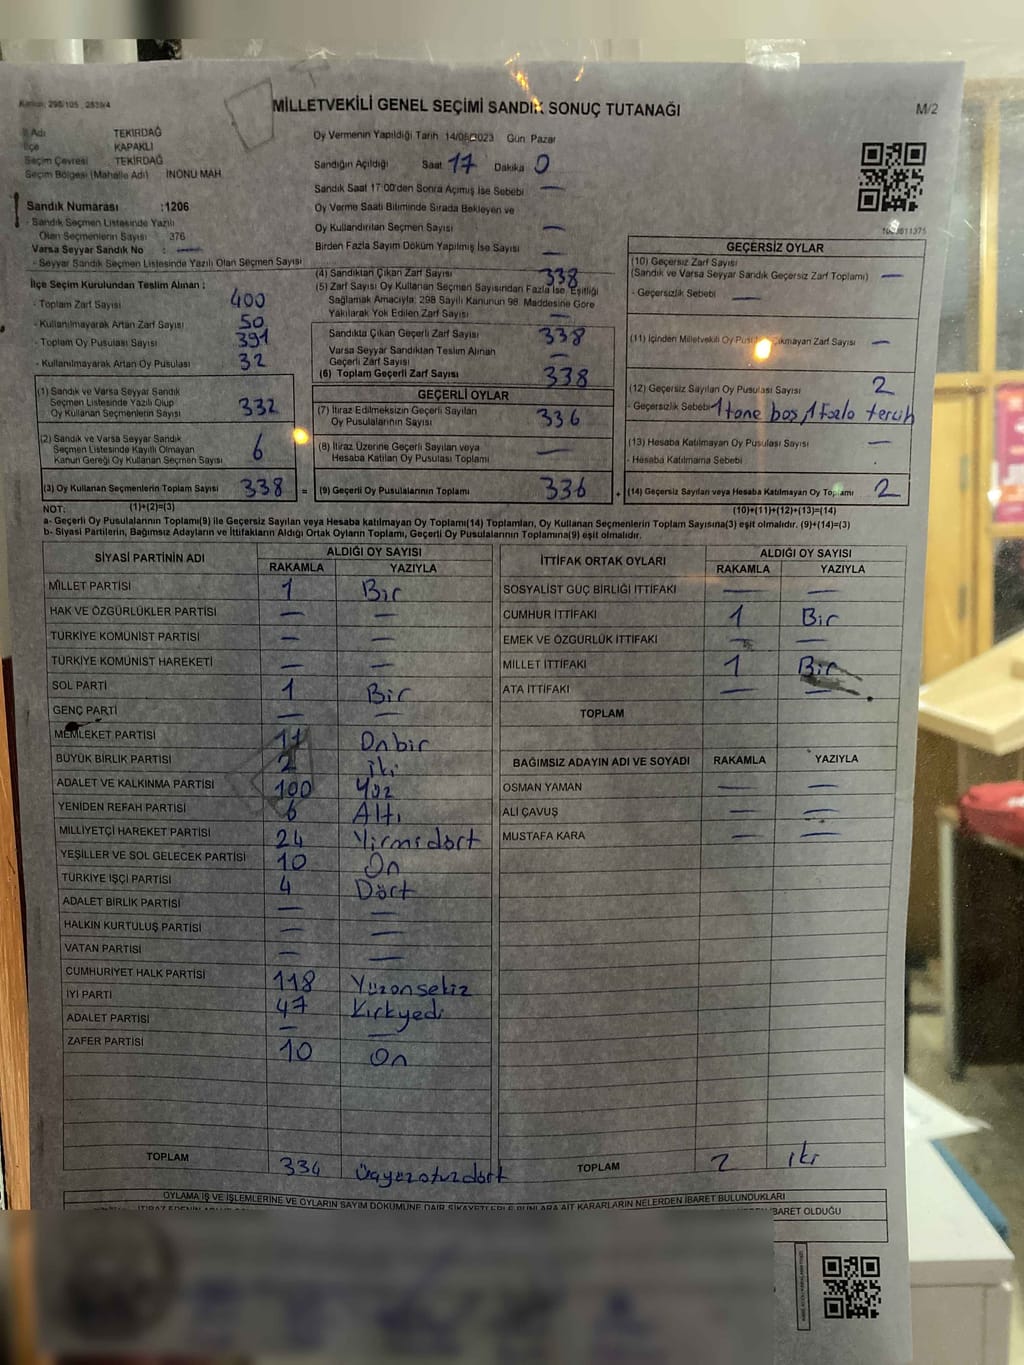 Kanun: 298/105 , 2839/4
MİLLETVEKİLİ GENEL SEÇİMİ SANDIK SONUÇ TUTANAĞI
M/2
İl Adı TEKİRDAĞ
İlçe KAPAKLI
Seçim Çevresi TEKİRDAĞ
Seçim Bölgesi (Mahalle Adı) İNONU MAH.
Sandık Numarası :1206
- Sandık Seçmen Listesinde Yazılı
Olan Seçmenlerin Sayısı 376
Varsa Seyyar Sandık No : —
- Seyyar Sandık Seçmen Listesinde Yazılı Olan Seçmen Sayısı
İlçe Seçim Kurulundan Teslim Alınan :
- Toplam Zarf Sayısı 400
- Kullanılmayarak Artan Zarf Sayısı 50
- Toplam Oy Pusulası Sayısı 391
- Kullanılmayarak Artan Oy Pusulası 32
(1) Sandık ve Varsa Seyyar Sandık
Seçmen Listesinde Yazılı Olup
Oy Kullanan Seçmenlerin Sayısı 332
(2) Sandık ve Varsa Seyyar Sandık
Seçmen Listesinde Kayıtlı Olmayan
Kanun Gereği Oy Kullanan Seçmen Sayısı 6
(3) Oy Kullanan Seçmenlerin Toplam Sayısı 338 =
(1)+(2)=(3)
Oy Vermenin Yapıldığı Tarih 14/05/2023 Gün Pazar
Sandığın Açıldığı Saat 17 Dakika 0
Sandık Saat 17:00'den Sonra Açılmış İse Sebebi —
Oy Verme Saati Bitiminde Sırada Bekleyen ve
Oy Kullandırılan Seçmen Sayısı —
Birden Fazla Sayım Döküm Yapılmış İse Sayısı —
(4) Sandıktan Çıkan Zarf Sayısı 338
(5) Zarf Sayısı Oy Kullanan Seçmen Sayısından Fazla İse, Eşitliği
Sağlamak Amacıyla; 298 Sayılı Kanunun 98. Maddesine Göre
Yakılarak Yok Edilen Zarf Sayısı —
Sandıkta Çıkan Geçerli Zarf Sayısı 338
Varsa Seyyar Sandıktan Teslim Alınan
Geçerli Zarf Sayısı —
(6) Toplam Geçerli Zarf Sayısı 338
GEÇERLİ OYLAR
(7) İtiraz Edilmeksizin Geçerli Sayılan
Oy Pusulalarının Sayısı 336
(8) İtiraz Üzerine Geçerli Sayılan veya
Hesaba Katılan Oy Pusulası Toplamı —
(9) Geçerli Oy Pusulalarının Toplamı 336 +
GEÇERSİZ OYLAR
(10) Geçersiz Zarf Sayısı
(Sandık ve Varsa Seyyar Sandık Geçersiz Zarf Toplamı) —
- Geçersizlik Sebebi —
(11) İçinden Milletvekili Oy Çıkmayan Zarf Sayısı —
(12) Geçersiz Sayılan Oy Pusulası Sayısı 2
- Geçersizlik Sebebi 1 tane boş, 1 fazla tercih
(13) Hesaba Katılmayan Oy Pusulası Sayısı —
- Hesaba Katılmama Sebebi
(14) Geçersiz Sayılan veya Hesaba Katılmayan Oy Toplamı 2
(10)+(11)+(12)+(13)=(14)
NOT:
a- Geçerli Oy Pusulalarının Toplamı(9) ile Geçersiz Sayılan veya Hesaba katılmayan Oy Toplamı(14) Toplamları, Oy Kullanan Seçmenlerin Toplam Sayısına(3) eşit olmalıdır. (9)+(14)=(3)
b- Siyasi Partilerin, Bağımsız Adayların ve İttifakların Aldığı Ortak Oyların Toplamı, Geçerli Oy Pusulalarının Toplamına(9) eşit olmalıdır.
SİYASİ PARTİNİN ADI ALDIĞI OY SAYISI
RAKAMLA YAZIYLA
MİLLET PARTİSİ 1 Bir
HAK VE ÖZGÜRLÜKLER PARTİSİ — —
TÜRKİYE KOMÜNİST PARTİSİ — —
TÜRKİYE KOMÜNİST HAREKETİ — —
SOL PARTİ 1 Bir
GENÇ PARTİ — —
MEMLEKET PARTİSİ 11 Onbir
BÜYÜK BİRLİK PARTİSİ 2 iki
ADALET VE KALKINMA PARTİSİ 100 Yüz
YENİDEN REFAH PARTİSİ 6 Altı
MİLLİYETÇİ HAREKET PARTİSİ 24 Yirmidört
YEŞİLLER VE SOL GELECEK PARTİSİ 10 On
TÜRKİYE İŞÇİ PARTİSİ 4 Dört
ADALET BİRLİK PARTİSİ — —
HALKIN KURTULUŞ PARTİSİ — —
VATAN PARTİSİ — —
CUMHURİYET HALK PARTİSİ 118 Yüzonsekiz
İYİ PARTİ 47 Kırkyedi
ADALET PARTİSİ — —
ZAFER PARTİSİ 10 On
TOPLAM 334 Üçyüzotuzdört
İTTİFAK ORTAK OYLARI ALDIĞI OY SAYISI
RAKAMLA YAZIYLA
SOSYALİST GÜÇ BİRLİĞİ İTTİFAKI — —
CUMHUR İTTİFAKI 1 Bir
EMEK VE ÖZGÜRLÜK İTTİFAKI — —
MİLLET İTTİFAKI 1 Bir
ATA İTTİFAKI — —
TOPLAM
BAĞIMSIZ ADAYIN ADI VE SOYADI RAKAMLA YAZIYLA
OSMAN YAMAN — —
ALİ ÇAVUŞ — —
MUSTAFA KARA — —
TOPLAM 2 iki
OYLAMA İŞ VE İŞLEMLERİNE VE OYLARIN SAYIM DÖKÜMÜNE DAİR ŞİKAYETLERLE BUNLARA AİT KARARLARIN NELERDEN İBARET BULUNDUKLARI
İBARET OLDUĞU